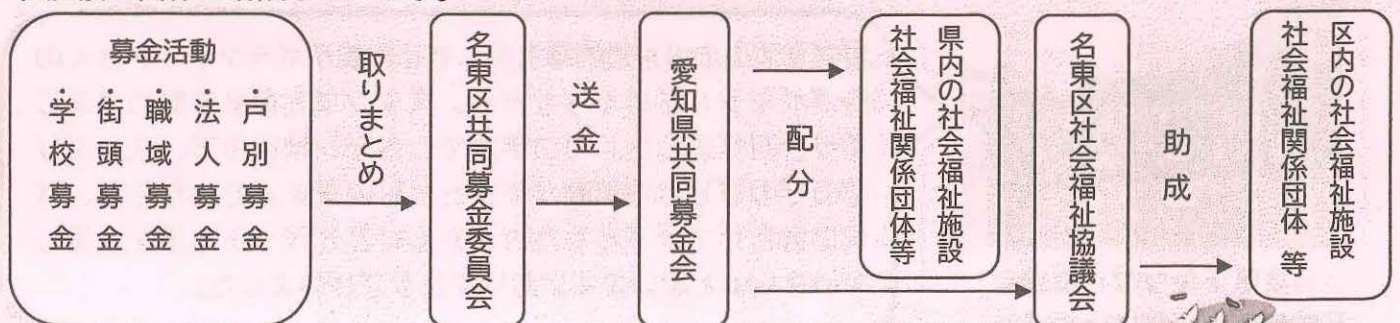 募金活動
戸別募金
法人募金
・職域募金
街頭募金
・学校募金
取りまとめ
名東区共同募金委員会
送金
愛知県共同募金会
配分
県内の社会福祉施設
社会福祉関係団体等
名東区社会福祉協議会
助成
区内の社会福祉施設
社会福祉関係団体 等